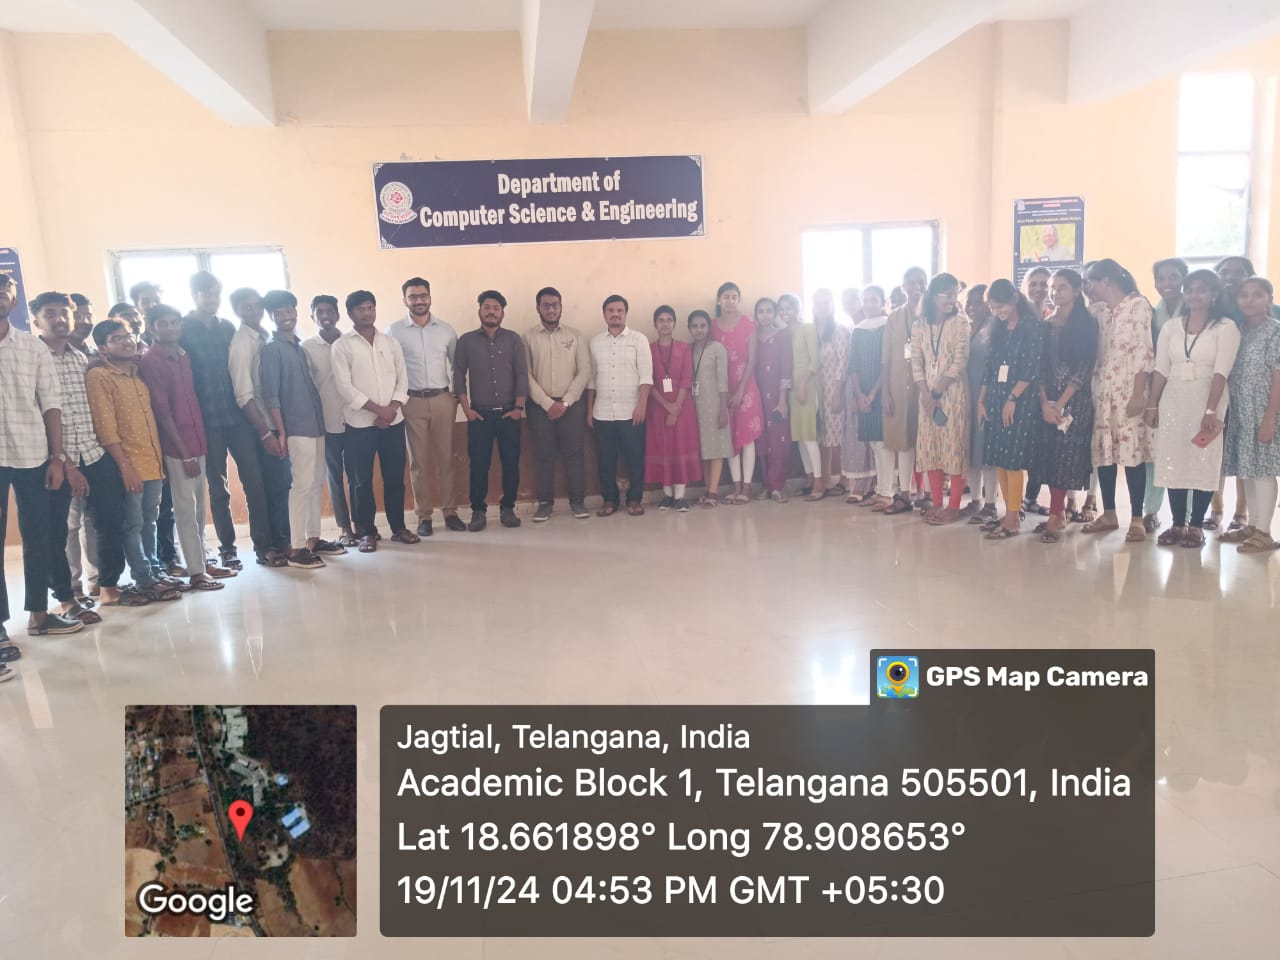 Department of
Computer Science & Engineering
GPS Map Camera
Jagtial, Telangana, India
Academic Block 1, Telangana 505501, India
Lat 18.661898° Long 78.908653°
19/11/24 04:53 PM GMT +05:30
Google